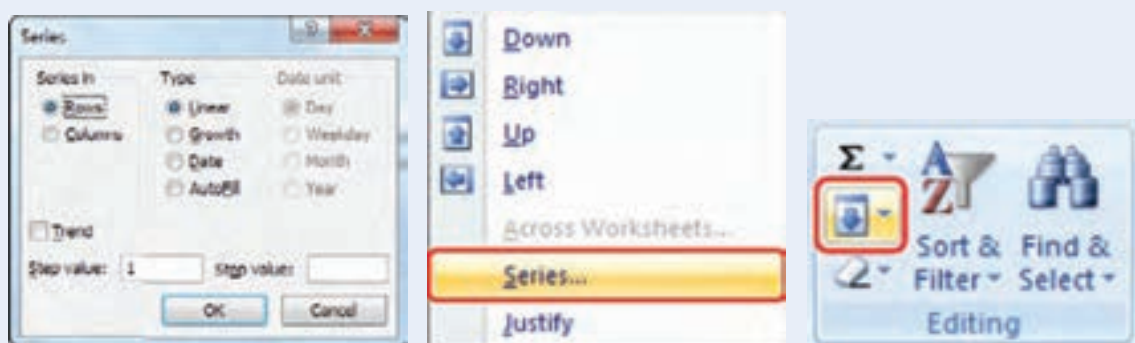 Series
Series in
Rows
Columns
Type
Linear
Growth
Date
AutoFill
Date unit
Day
Weekday
Month
Year
Trend
Step value: 1
Stop value:
OK
Cancel
Down
Right
Up
Left
Across Worksheets...
Series...
Justify
Σ
A
Z
Sort &
Filter
Find &
Select
Editing